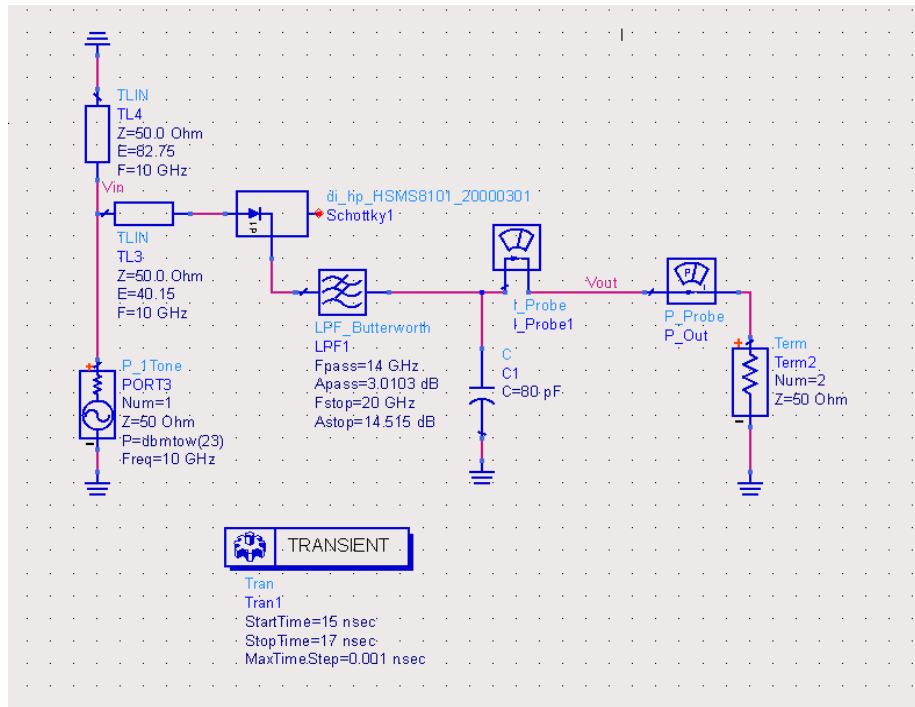 TLIN
TL4
Z=50.0 Ohm
E=82.75
F=10 GHz
Vin
TLIN
TL3
Z=50.0 Ohm
E=40.15
F=10 GHz
di_hp_HSMS8101_20000301
Schottky1
P1
LPF_Butterworth
LPF1
Fpass=14 GHz
Apass=3.0103 dB
Fstop=20 GHz
Astop=14.515 dB
I_Probe
I_Probe1
Vout
C
C1
C=80 pF
P
P_Probe
P_Out
Term
Term2
Num=2
Z=50 Ohm
P_1Tone
PORT3
Num=1
Z=50 Ohm
P=dbmtow(23)
Freq=10 GHz
TRANSIENT
Tran
Tran1
StartTime=15 nsec
StopTime=17 nsec
MaxTimeStep=0.001 nsec